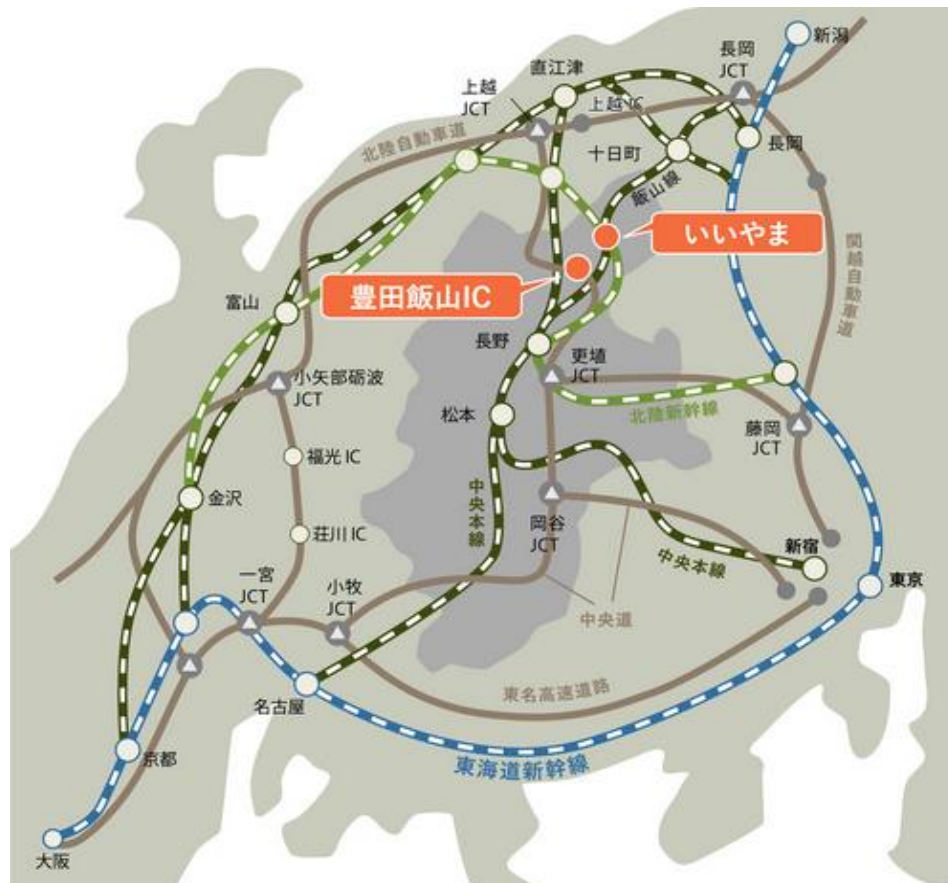 新潟
長岡
JCT
直江津
上越
JCT
上越 IC
長岡
北陸自動車道
十日町
飯山線
いいやま
関越自動車道
豊田飯山IC
富山
長野
更埴
JCT
小矢部砺波
JCT
松本
北陸新幹線
藤岡
JCT
福光 IC
金沢
中央本線
荘川 IC
岡谷
JCT
新宿
中央本線
一宮
JCT
小牧
JCT
東京
中央道
東名高速道路
名古屋
京都
東海道新幹線
大阪